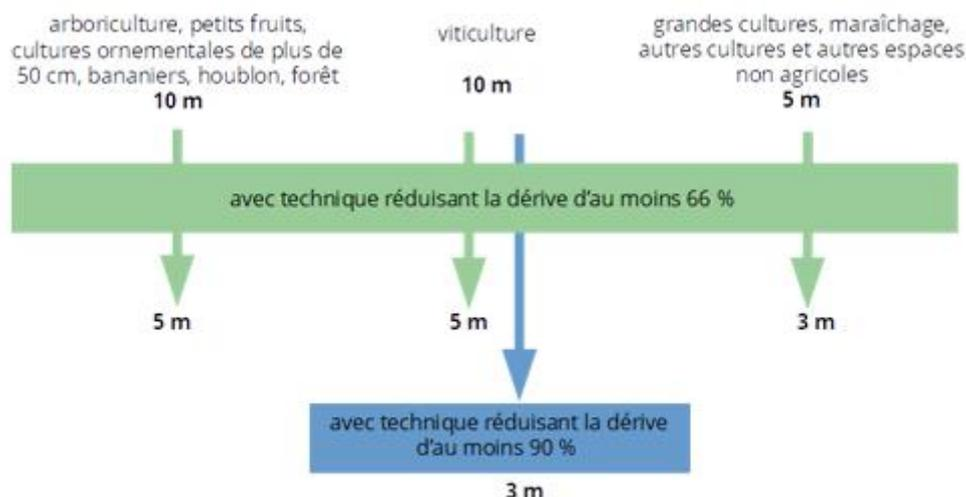 arboriculture, petits fruits,
cultures ornementales de plus de
50 cm, bananiers, houblon, forêt
10 m
viticulture
10 m
grandes cultures, maraîchage,
autres cultures et autres espaces
non agricoles
5 m
avec technique réduisant la dérive d'au moins 66 %
5 m
5 m
3 m
avec technique réduisant la dérive
d'au moins 90 %
3 m